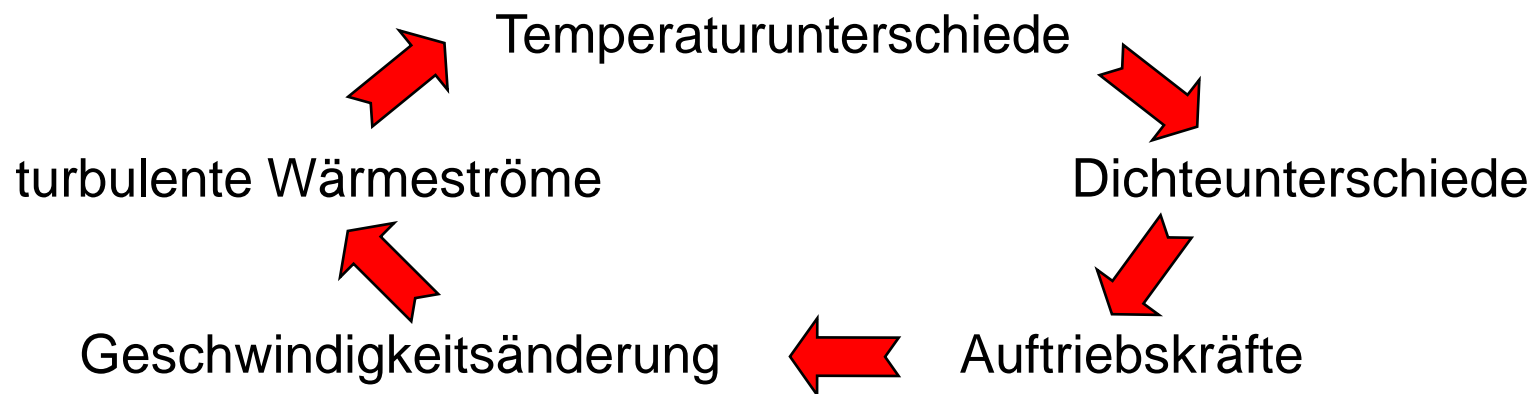 Temperaturunterschiede
turbulente Wärmeströme
Dichteunterschiede
Geschwindigkeitsänderung
Auftriebskräfte